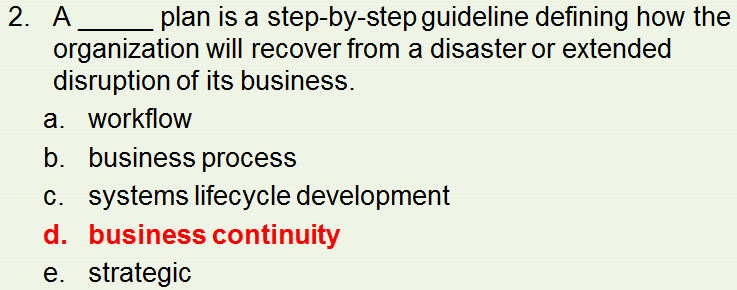 2. A _____ plan is a step-by-step guideline defining how the
organization will recover from a disaster or extended
disruption of its business.
a. workflow
b. business process
c. systems lifecycle development
d. business continuity
e. strategic